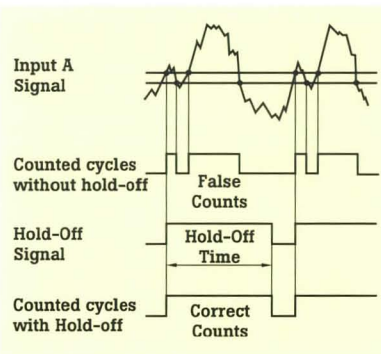 Input A
Signal
Counted cycles
without hold-off
False
Counts
Hold-Off
Signal
Hold-Off
Time
Counted cycles
with Hold-off
Correct
Counts